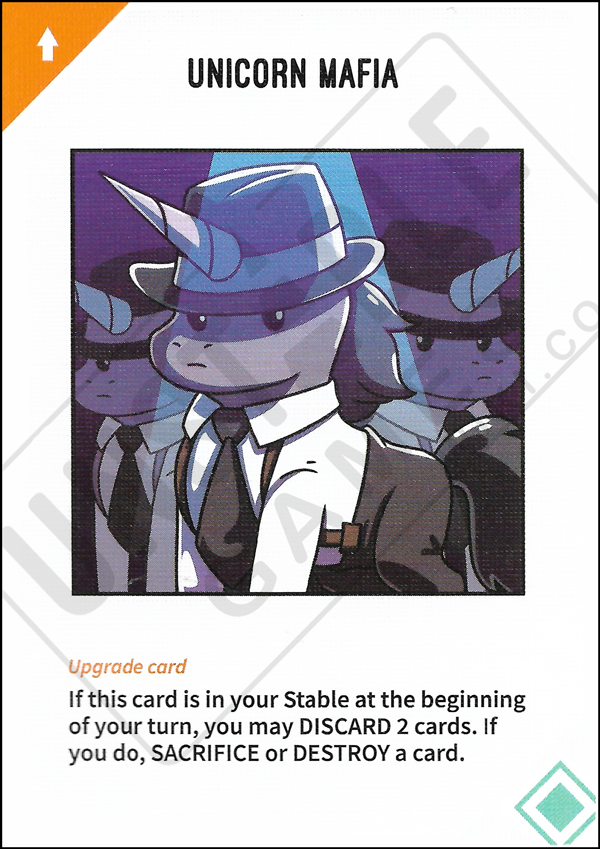 UNICORN MAFIA
Upgrade card
If this card is in your Stable at the beginning
of your turn, you may DISCARD 2 cards. If
you do, SACRIFICE or DESTROY a card.